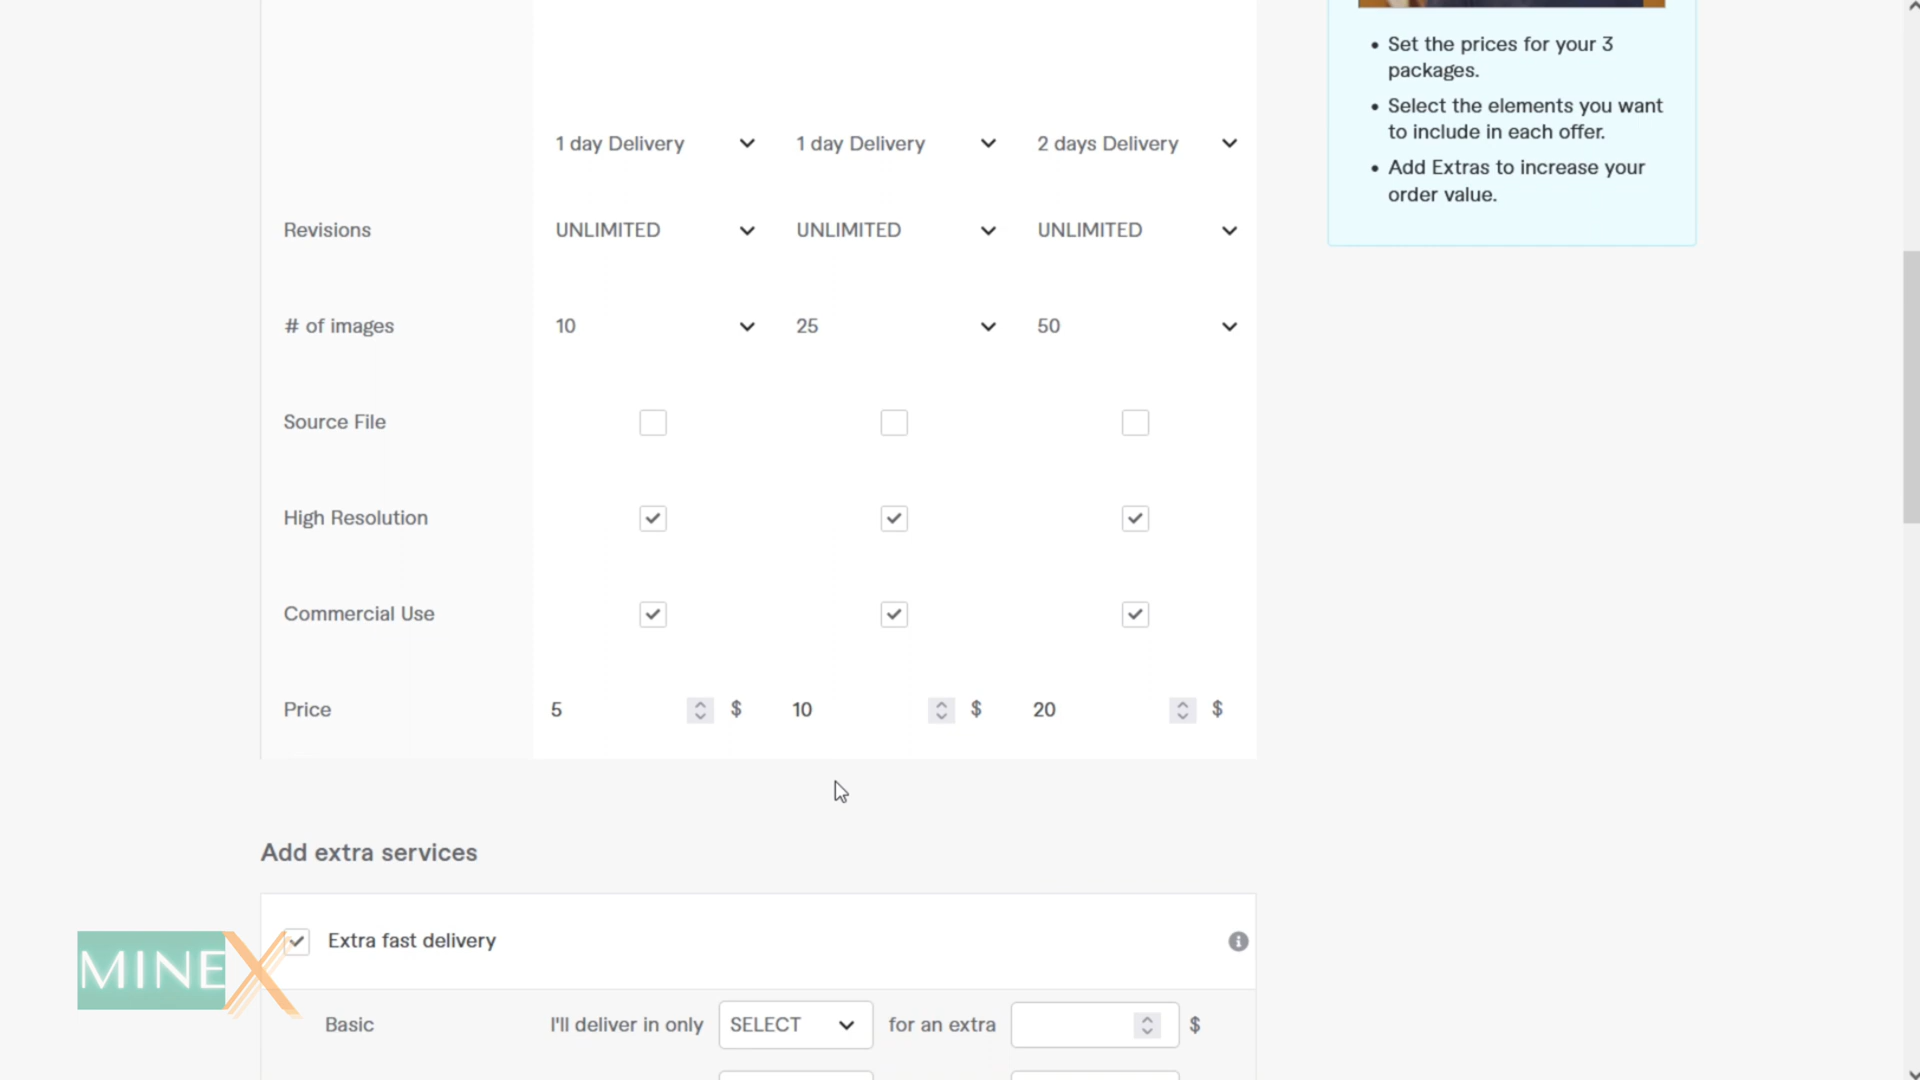 Set the prices for your 3
packages.
Select the elements you want
to include in each offer.
Add Extras to increase your
order value.
1 day Delivery 1 day Delivery 2 days Delivery
Revisions UNLIMITED UNLIMITED UNLIMITED
# of images 10 25 50
Source File
High Resolution
Commercial Use
Price 5 $ 10 $ 20 $
Add extra services
Extra fast delivery
MINEX
Basic I'll deliver in only SELECT for an extra $